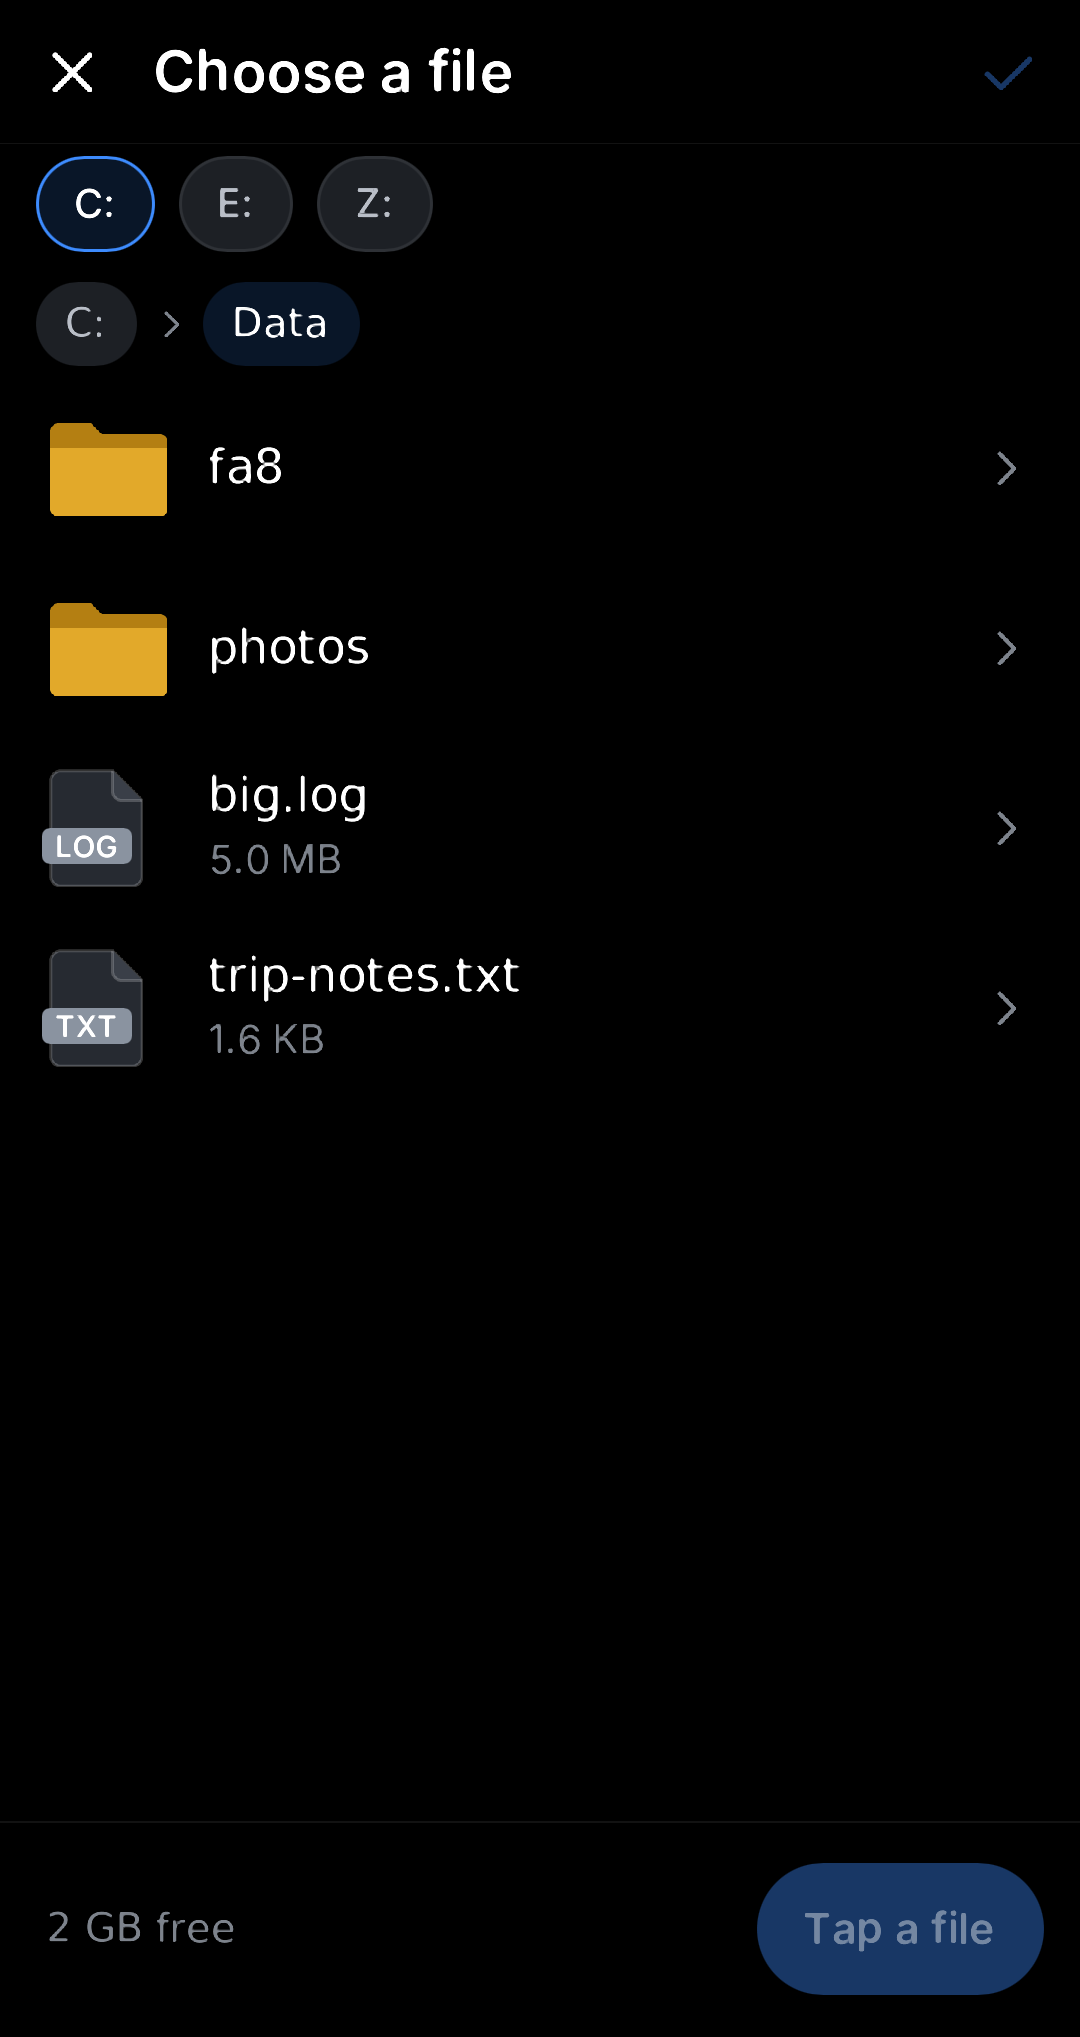 Choose a file
C: E: Z:
C: Data
fa8
photos
LOG
big.log
5.0 MB
TXT
trip-notes.txt
1.6 KB
2 GB free
Tap a file